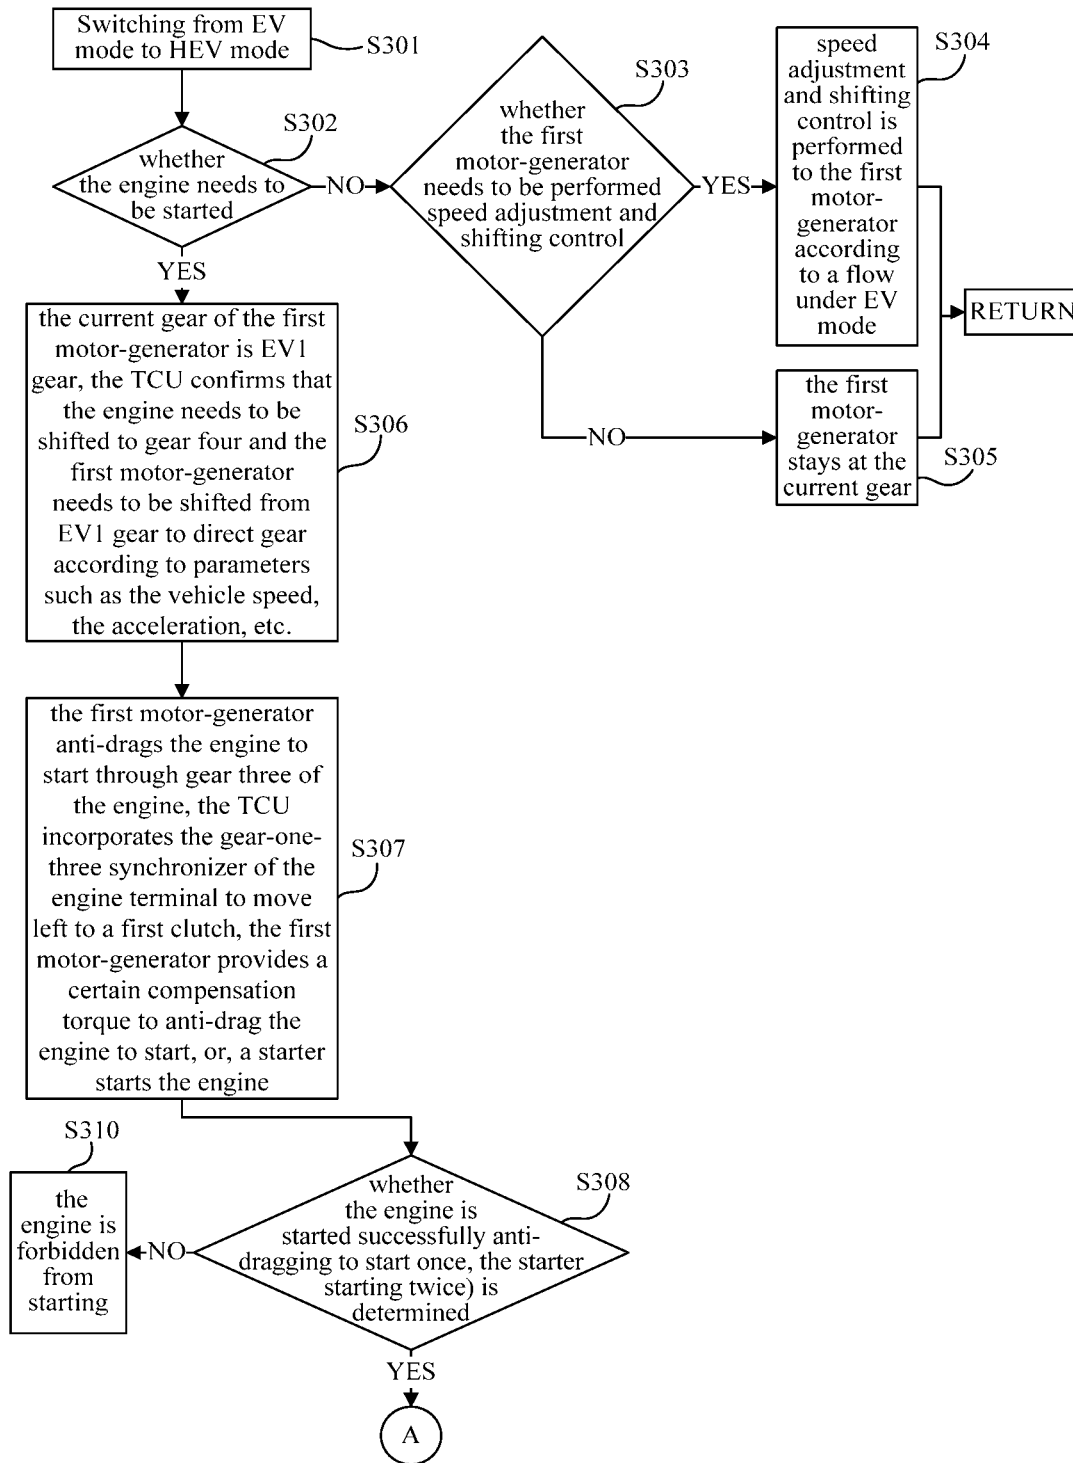 Switching from EV
mode to HEV mode
S301
whether
the engine needs to
be started
S302
NO
YES
whether
the first
motor-generator
needs to be performed
speed adjustment and
shifting control
S303
YES
NO
speed
adjustment
and shifting
control is
performed
to the first
motor-
generator
according
to a flow
under EV
mode
S304
RETURN
the first
motor-
generator
stays at the
current gear
S305
the current gear of the first
motor-generator is EV1
gear, the TCU confirms that
the engine needs to be
shifted to gear four and the
first motor-generator
needs to be shifted from
EV1 gear to direct gear
according to parameters
such as the vehicle speed,
the acceleration, etc.
S306
the first motor-generator
anti-drags the engine to
start through gear three of
the engine, the TCU
incorporates the gear-one-
three synchronizer of the
engine terminal to move
left to a first clutch, the first
motor-generator provides a
certain compensation
torque to anti-drag the
engine to start, or, a starter
starts the engine
S307
whether
the engine is
started successfully anti-
dragging to start once, the starter
starting twice) is
determined
S308
NO
S310
the
engine is
forbidden
from
starting
YES
A